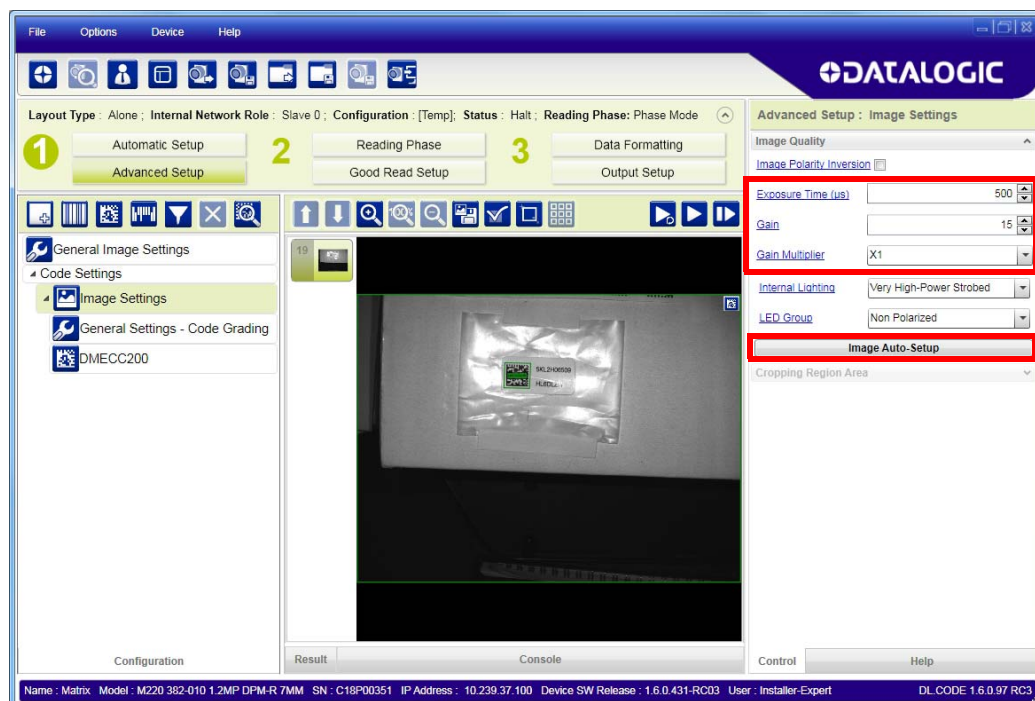 File Options Device Help
DATALOGIC
Layout Type : Alone ; Internal Network Role : Slave 0 ; Configuration : [Temp]; Status : Halt ; Reading Phase: Phase Mode
1 Automatic Setup 2 Reading Phase 3 Data Formatting
Advanced Setup Good Read Setup Output Setup
General Image Settings
Code Settings
Image Settings
General Settings - Code Grading
DMECC200
Configuration
100%
19
SKL2H06509
Result Console
Advanced Setup : Image Settings
Image Quality
Image Polarity Inversion
Exposure Time (µs) 500
Gain 15
Gain Multiplier X1
Internal Lighting Very High-Power Strobed
LED Group Non Polarized
Image Auto-Setup
Cropping Region Area
Control Help
Name : Matrix Model : M220 382-010 1.2MP DPM-R 7MM SN : C18P00351 IP Address : 10.239.37.100 Device SW Release : 1.6.0.431-RC03 User : Installer-Expert DL.CODE 1.6.0.97 RC3